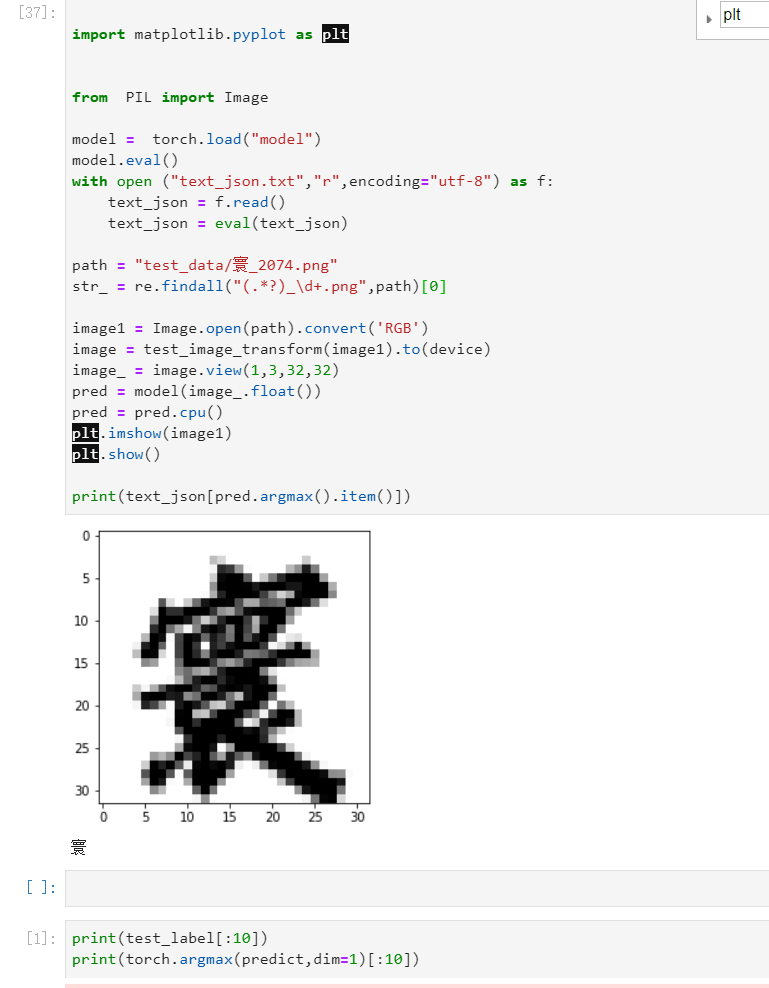 [37]:
plt
import matplotlib.pyplot as plt
from  PIL import Image
model =  torch.load("model")
model.eval()
with open ("text_json.txt","r",encoding="utf-8") as f:
    text_json = f.read()
    text_json = eval(text_json)
path = "test_data/寰_2074.png"
str_ = re.findall("(.*?)_\d+.png",path)[0]
image1 = Image.open(path).convert('RGB')
image = test_image_transform(image1).to(device)
image_ = image.view(1,3,32,32)
pred = model(image_.float())
pred = pred.cpu()
plt.imshow(image1)
plt.show()
print(text_json[pred.argmax().item()])
0
5
10
15
20
25
30
0 5 10 15 20 25 30
寰
[ ]:
[1]:
print(test_label[:10])
print(torch.argmax(predict,dim=1)[:10])